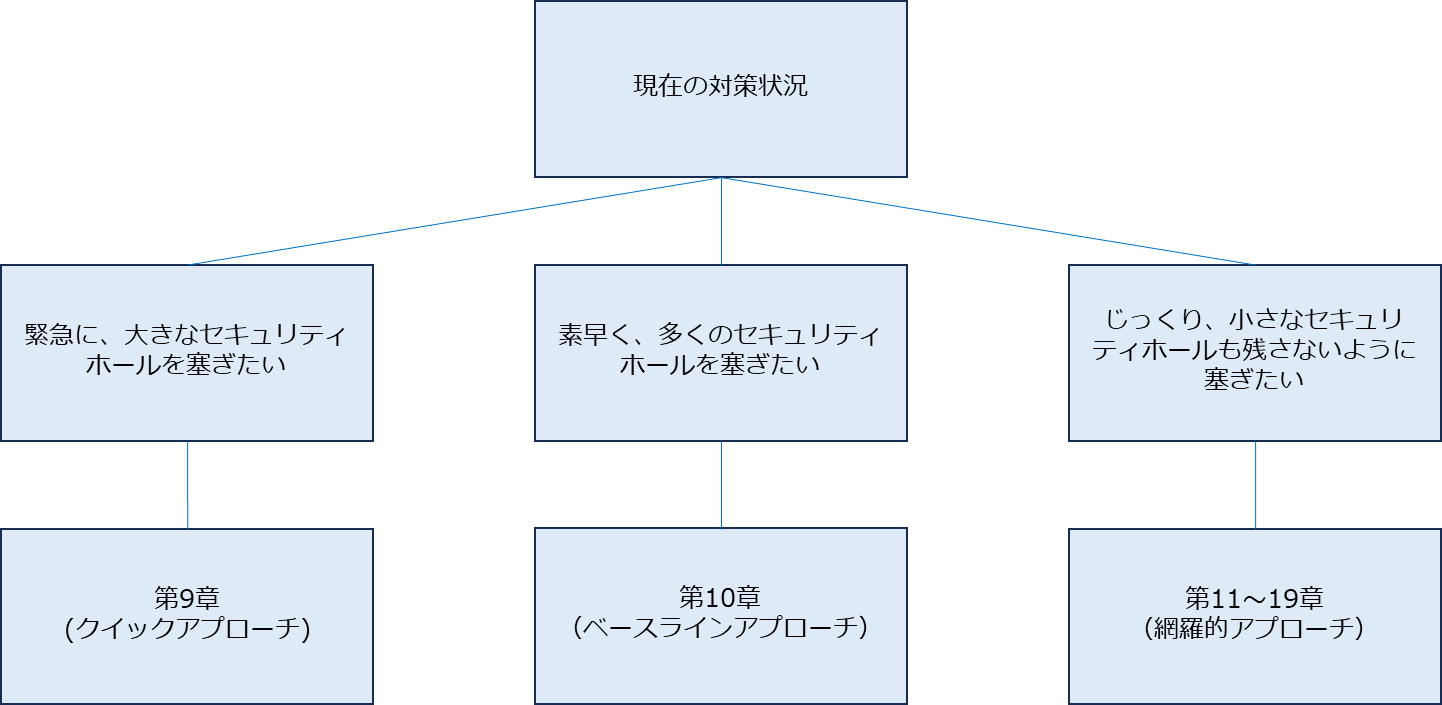 現在の対策状況
緊急に、大きなセキュリティ
ホールを塞ぎたい
素早く、多くのセキュリティ
ホールを塞ぎたい
じっくり、小さなセキュリ
ティホールも残さないように
塞ぎたい
第9章
(クイックアプローチ)
第10章
（ベースラインアプローチ）
第11～19章
（網羅的アプローチ）